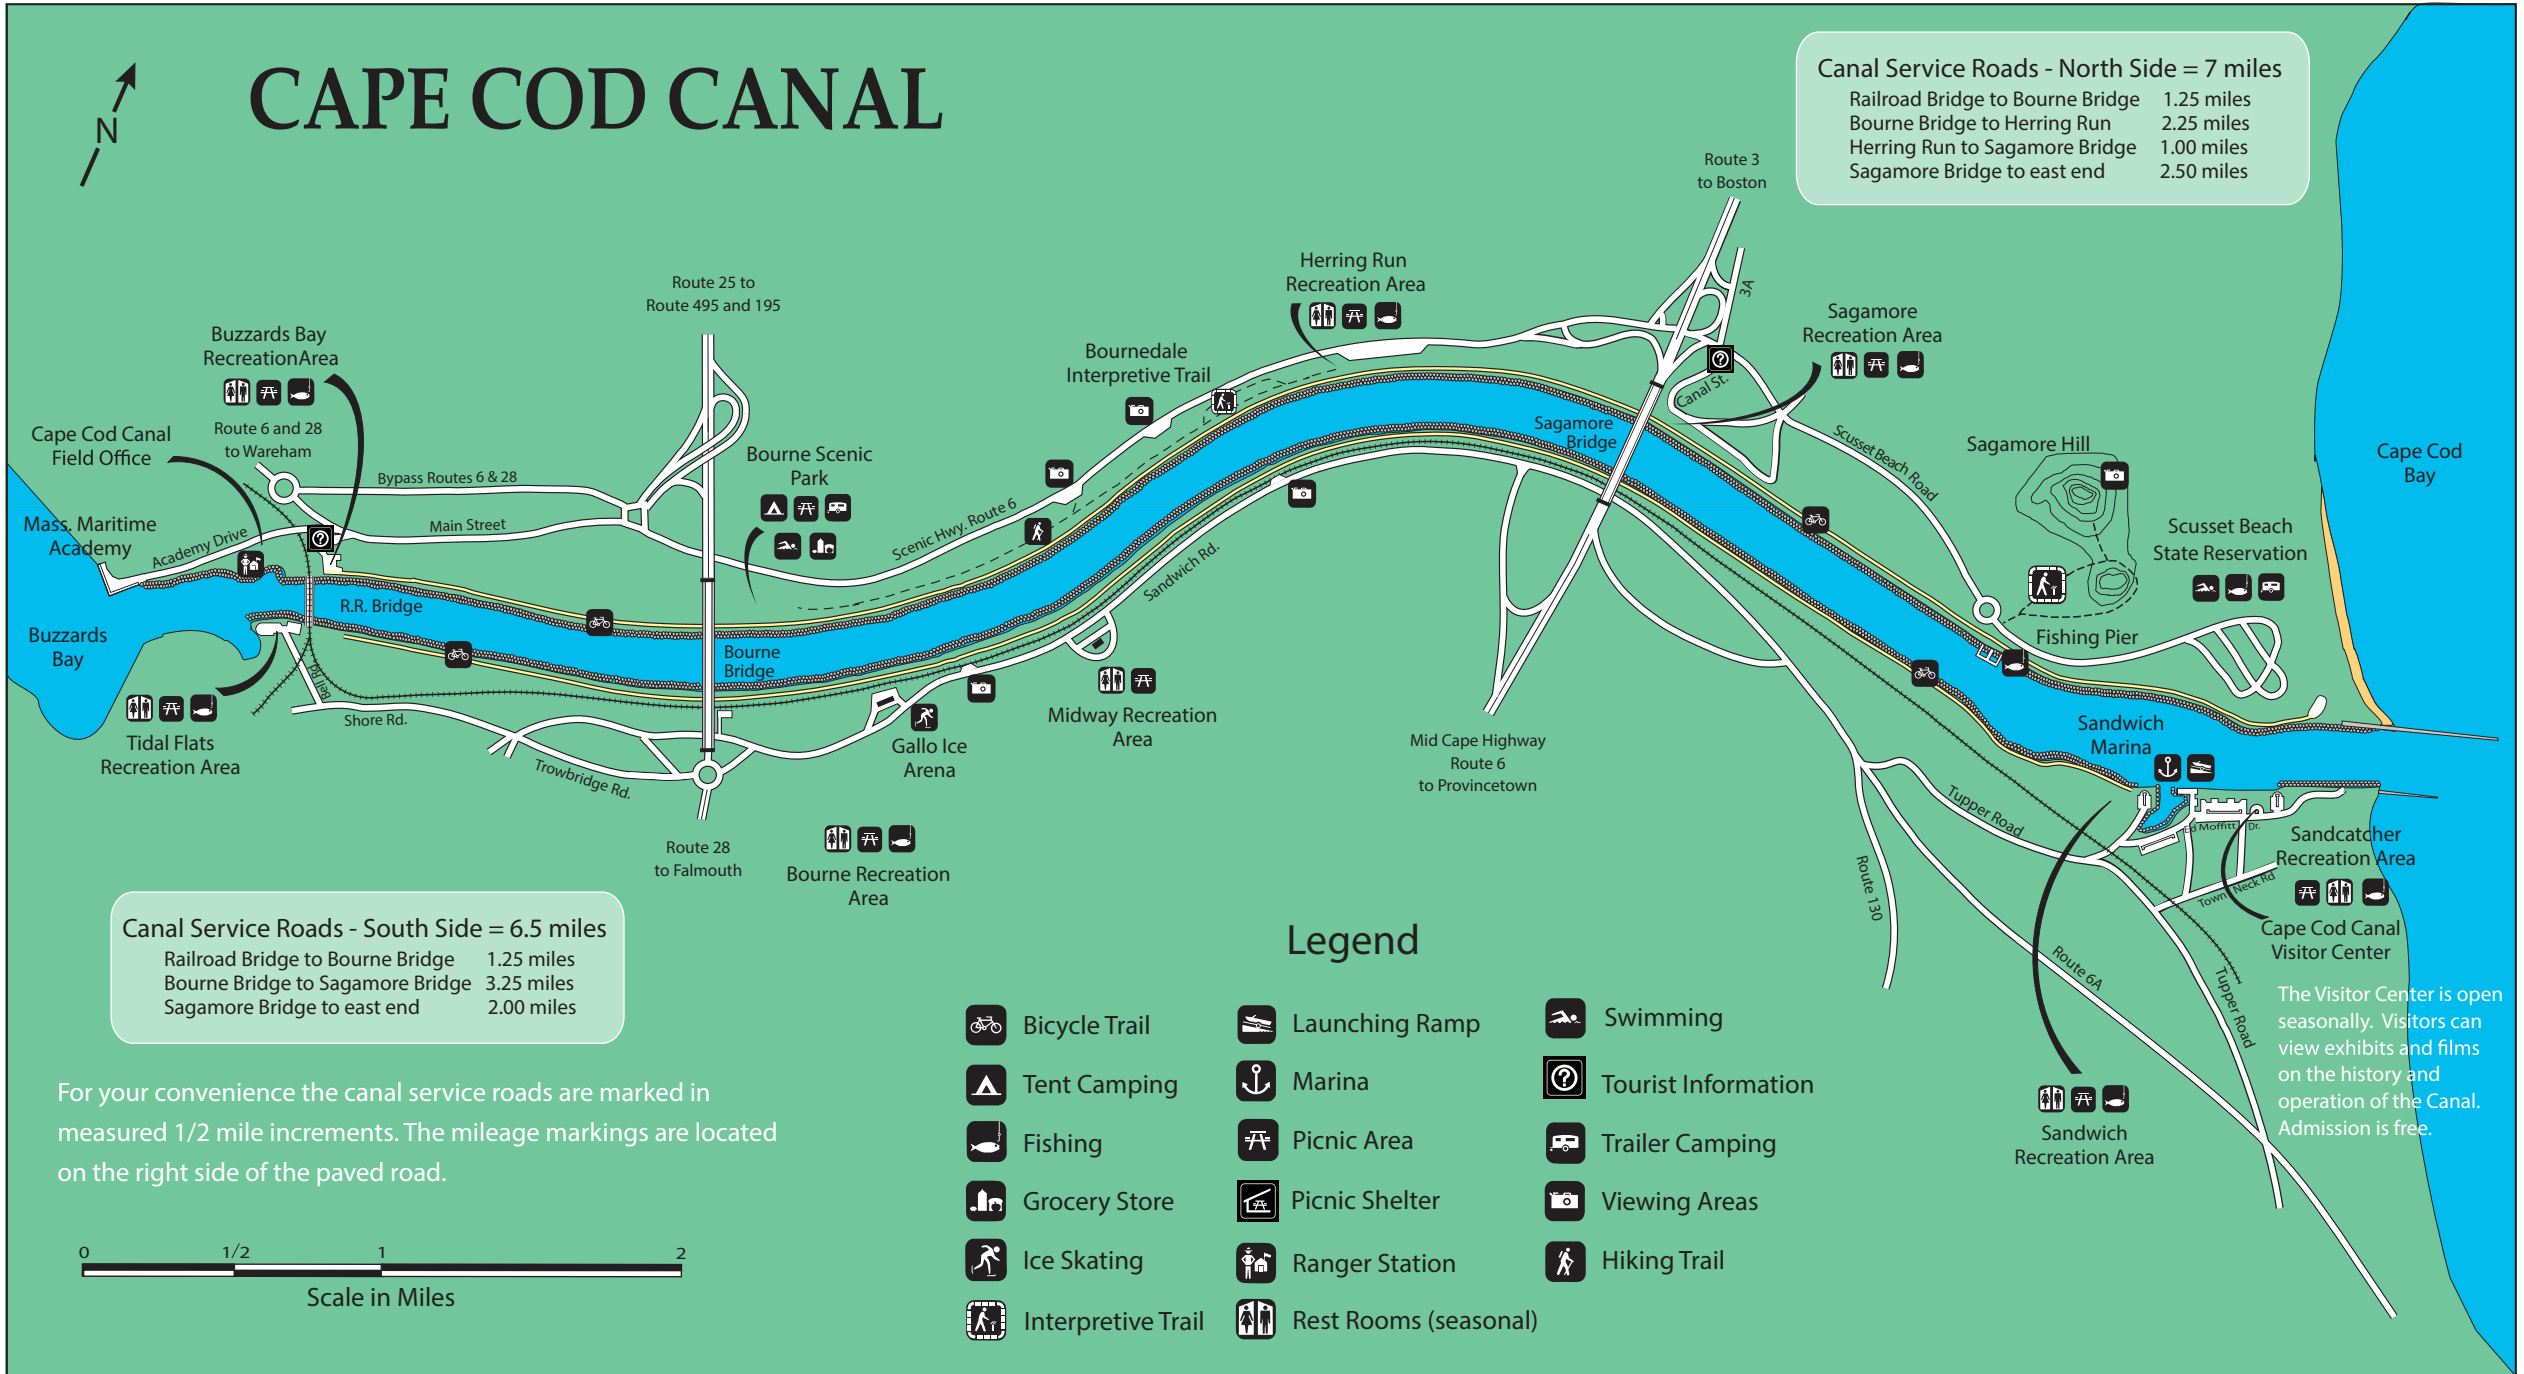 CAPE COD CANAL
N
Canal Service Roads - North Side = 7 miles
Railroad Bridge to Bourne Bridge 1.25 miles
Bourne Bridge to Herring Run 2.25 miles
Herring Run to Sagamore Bridge 1.00 miles
Sagamore Bridge to east end 2.50 miles
Route 3
to Boston
3A
Herring Run
Recreation Area
Route 25 to
Route 495 and 195
Sagamore
Recreation Area
Buzzards Bay
RecreationArea
Bournedale
Interpretive Trail
Canal St.
Route 6 and 28
to Wareham
Cape Cod Canal
Field Office
Bypass Routes 6 & 28
Bourne Scenic
Park
Sagamore
Bridge
Scusset Beach Road
Sagamore Hill
Cape Cod
Bay
Mass. Maritime
Academy
Academy Drive
Main Street
Scenic Hwy. Route 6
Sandwich Rd.
Scusset Beach
State Reservation
R.R. Bridge
Buzzards
Bay
Bourne
Bridge
Fishing Pier
Bell Rd.
Shore Rd.
Tidal Flats
Recreation Area
Trowbridge Rd.
Gallo Ice
Arena
Midway Recreation
Area
Mid Cape Highway
Route 6
to Provincetown
Sandwich
Marina
Tupper Road
Ed Moffitt Dr.
Sandcatcher
Recreation Area
Town Neck Rd
Route 28
to Falmouth
Bourne Recreation
Area
Route 130
Route 6A
Tupper Road
Cape Cod Canal
Visitor Center
The Visitor Center is open
seasonally. Visitors can
view exhibits and films
on the history and
operation of the Canal.
Admission is free.
Sandwich
Recreation Area
Canal Service Roads - South Side = 6.5 miles
Railroad Bridge to Bourne Bridge 1.25 miles
Bourne Bridge to Sagamore Bridge 3.25 miles
Sagamore Bridge to east end 2.00 miles
For your convenience the canal service roads are marked in
measured 1/2 mile increments. The mileage markings are located
on the right side of the paved road.
0 1/2 1 2
Scale in Miles
Legend
Bicycle Trail
Tent Camping
Fishing
Grocery Store
Ice Skating
Interpretive Trail
Launching Ramp
Marina
Picnic Area
Picnic Shelter
Ranger Station
Rest Rooms (seasonal)
Swimming
Tourist Information
Trailer Camping
Viewing Areas
Hiking Trail